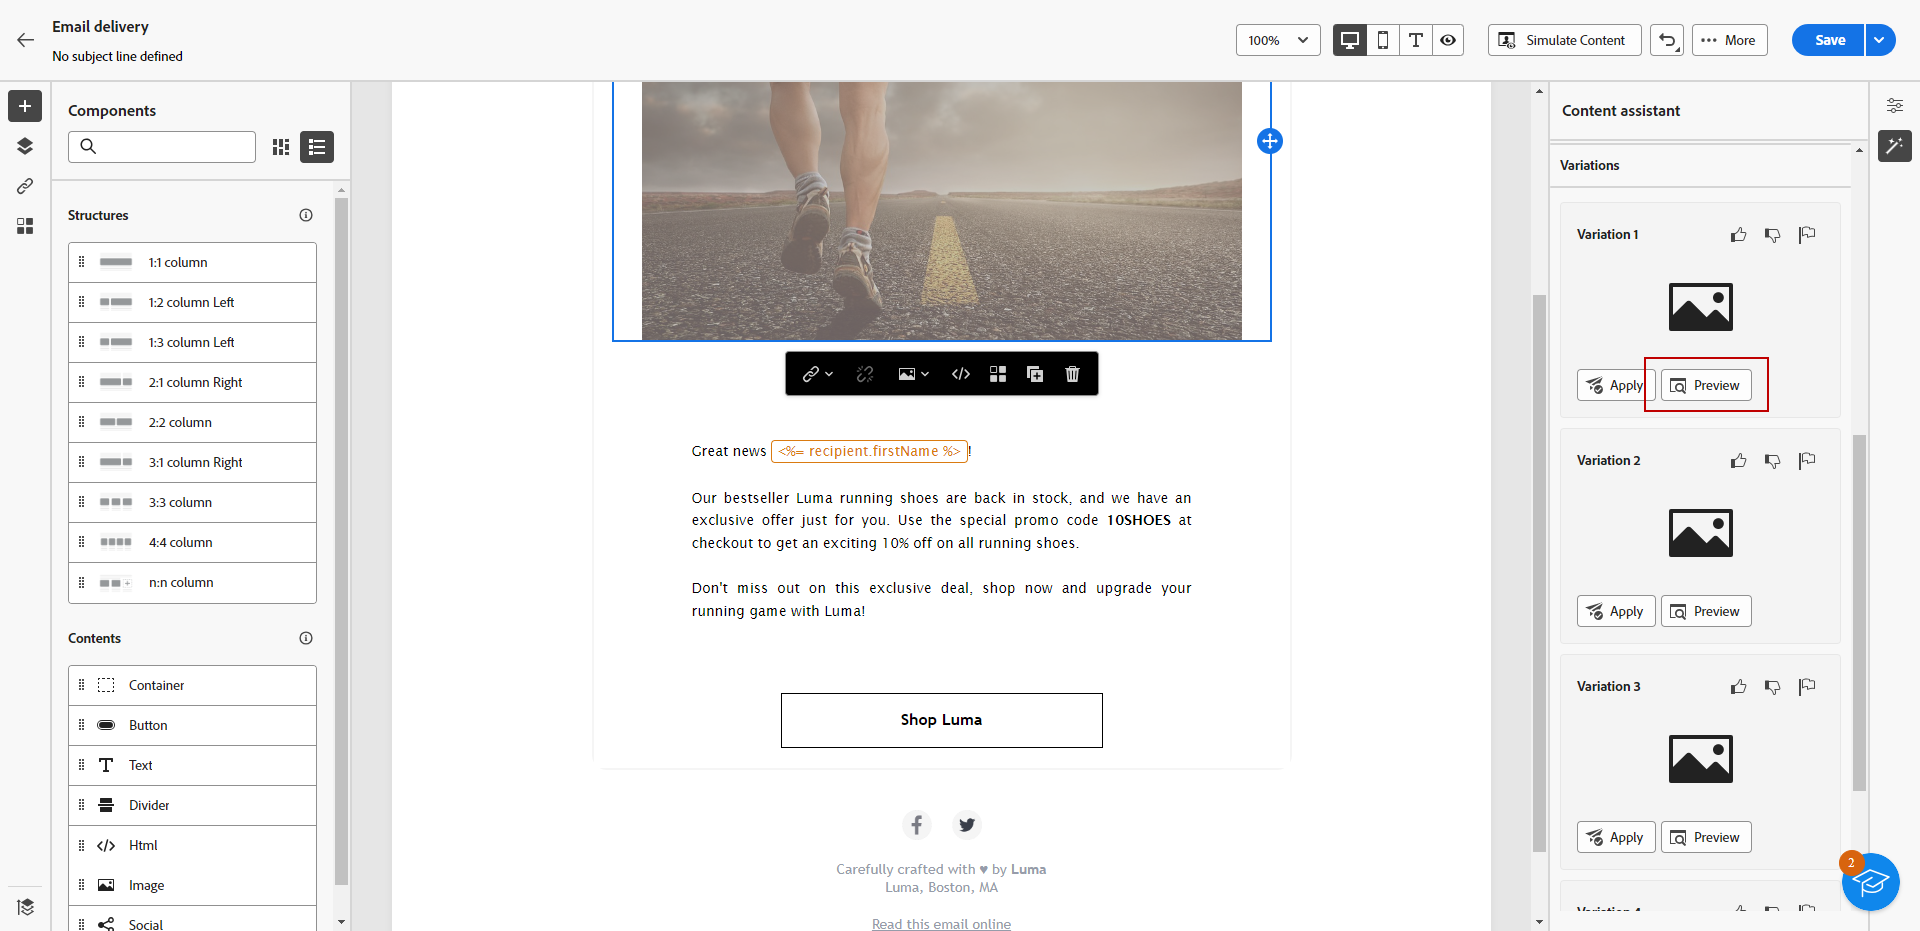 Email delivery
No subject line defined
100%
Simulate Content
More
Save
Components
Structures
1:1 column
1:2 column Left
1:3 column Left
2:1 column Right
2:2 column
3:1 column Right
3:3 column
4:4 column
n:n column
Contents
Container
Button
Text
Divider
Html
Image
Social
Great news <%= recipient.firstName %> !
Our bestseller Luma running shoes are back in stock, and we have an
exclusive offer just for you. Use the special promo code 10SHOES at
checkout to get an exciting 10% off on all running shoes.
Don't miss out on this exclusive deal, shop now and upgrade your
running game with Luma!
Shop Luma
Carefully crafted with ♥ by Luma
Luma, Boston, MA
Read this email online
Content assistant
Variations
Variation 1
Apply
Preview
Variation 2
Apply
Preview
Variation 3
Apply
Preview
2
Variation 4